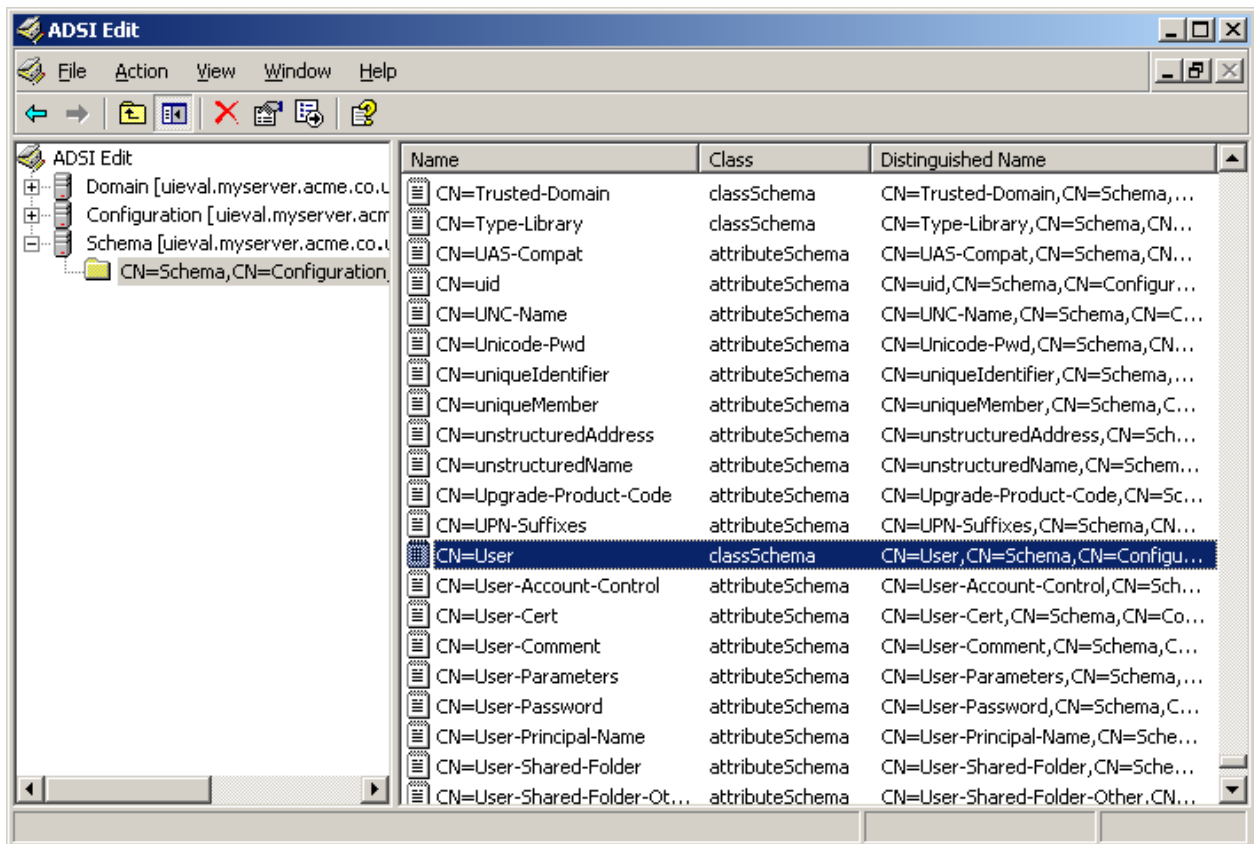 ADSI Edit
File Action View Window Help
ADSI Edit
Domain [uieval.myserver.acme.co.u
Configuration [uieval.myserver.acm
Schema [uieval.myserver.acme.co.u
CN=Schema,CN=Configuration,
Name Class Distinguished Name
CN=Trusted-Domain classSchema CN=Trusted-Domain,CN=Schema,...
CN=Type-Library classSchema CN=Type-Library,CN=Schema,CN...
CN=UAS-Compat attributeSchema CN=UAS-Compat,CN=Schema,CN...
CN=uid attributeSchema CN=uid,CN=Schema,CN=Configur...
CN=UNC-Name attributeSchema CN=UNC-Name,CN=Schema,CN=C...
CN=Unicode-Pwd attributeSchema CN=Unicode-Pwd,CN=Schema,CN...
CN=uniqueIdentifier attributeSchema CN=uniqueIdentifier,CN=Schema,...
CN=uniqueMember attributeSchema CN=uniqueMember,CN=Schema,C...
CN=unstructuredAddress attributeSchema CN=unstructuredAddress,CN=Sch...
CN=unstructuredName attributeSchema CN=unstructuredName,CN=Schem...
CN=Upgrade-Product-Code attributeSchema CN=Upgrade-Product-Code,CN=Sc...
CN=UPN-Suffixes attributeSchema CN=UPN-Suffixes,CN=Schema,CN...
CN=User classSchema CN=User,CN=Schema,CN=Configu...
CN=User-Account-Control attributeSchema CN=User-Account-Control,CN=Sch...
CN=User-Cert attributeSchema CN=User-Cert,CN=Schema,CN=Co...
CN=User-Comment attributeSchema CN=User-Comment,CN=Schema,C...
CN=User-Parameters attributeSchema CN=User-Parameters,CN=Schema,...
CN=User-Password attributeSchema CN=User-Password,CN=Schema,C...
CN=User-Principal-Name attributeSchema CN=User-Principal-Name,CN=Sche...
CN=User-Shared-Folder attributeSchema CN=User-Shared-Folder,CN=Sche...
CN=User-Shared-Folder-Ot... attributeSchema CN=User-Shared-Folder-Other,CN...